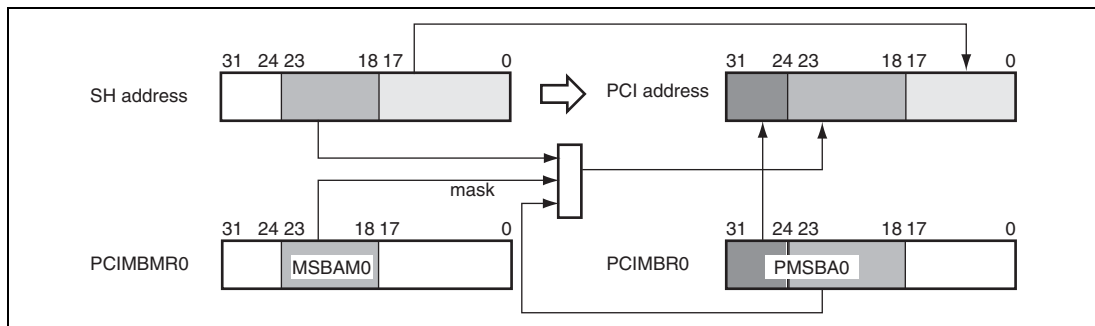 31 24 23 18 17 0
SH address
31 24 23 18 17 0
PCI address
mask
31 24 23 18 17 0
PCIMBMR0 MSBAM0
31 24 23 18 17 0
PCIMBR0 PMSBA0